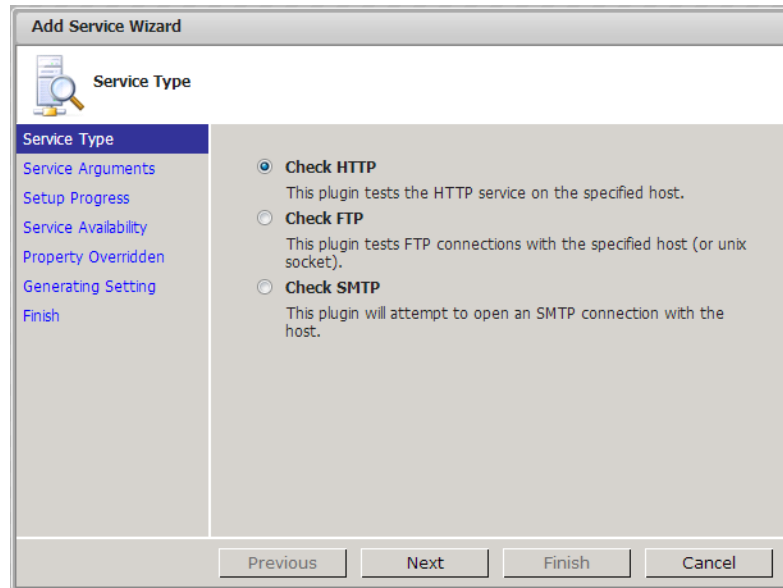 Add Service Wizard
Service Type
Service Type
Service Arguments
Setup Progress
Service Availability
Property Overridden
Generating Setting
Finish
Check HTTP
This plugin tests the HTTP service on the specified host.
Check FTP
This plugin tests FTP connections with the specified host (or unix
socket).
Check SMTP
This plugin will attempt to open an SMTP connection with the
host.
Previous
Next
Finish
Cancel